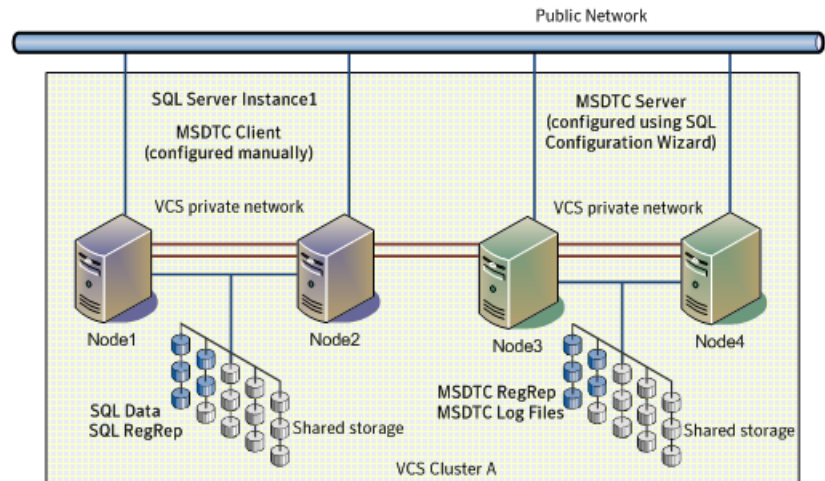 Public Network
SQL Server Instance1
MSDTC Client
(configured manually)
MSDTC Server
(configured using SQL
Configuration Wizard)
VCS private network
VCS private network
Node1
Node2
Node3
Node4
SQL Data
SQL RegRep
Shared storage
MSDTC RegRep
MSDTC Log Files
Shared storage
VCS Cluster A